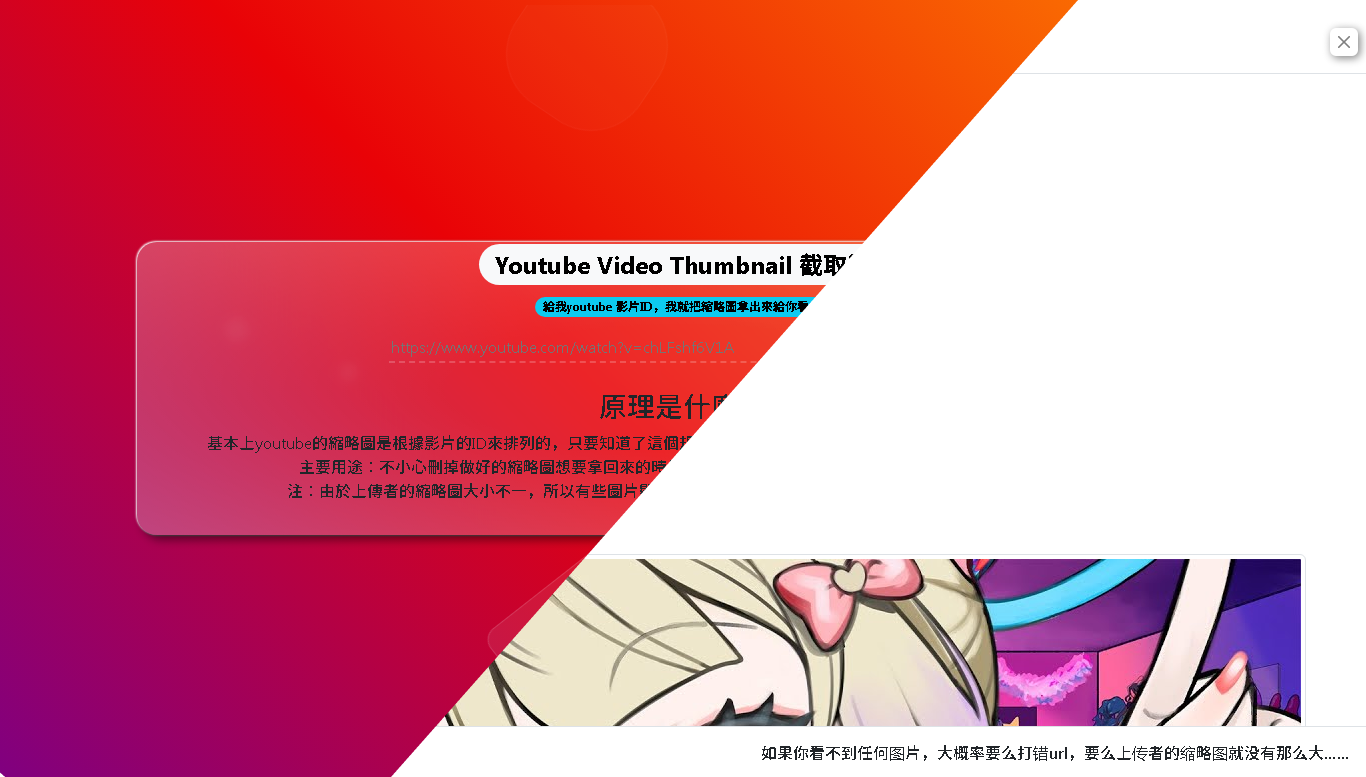 Youtube Video Thumbnail 截取
給我youtube 影片ID，我就把縮略圖拿出來給你看
https://www.youtube.com/watch?v=chLFshf6V1A
原理是什
基本上youtube的縮略圖是根據影片的ID來排列的，只要知道了這個
主要用途：不小心刪掉做好的縮略圖想要拿回來的時
注：由於上傳者的縮略圖大小不一，所以有些圖片
如果你看不到任何图片，大概率要么打错url，要么上传者的缩略图就没有那么大……